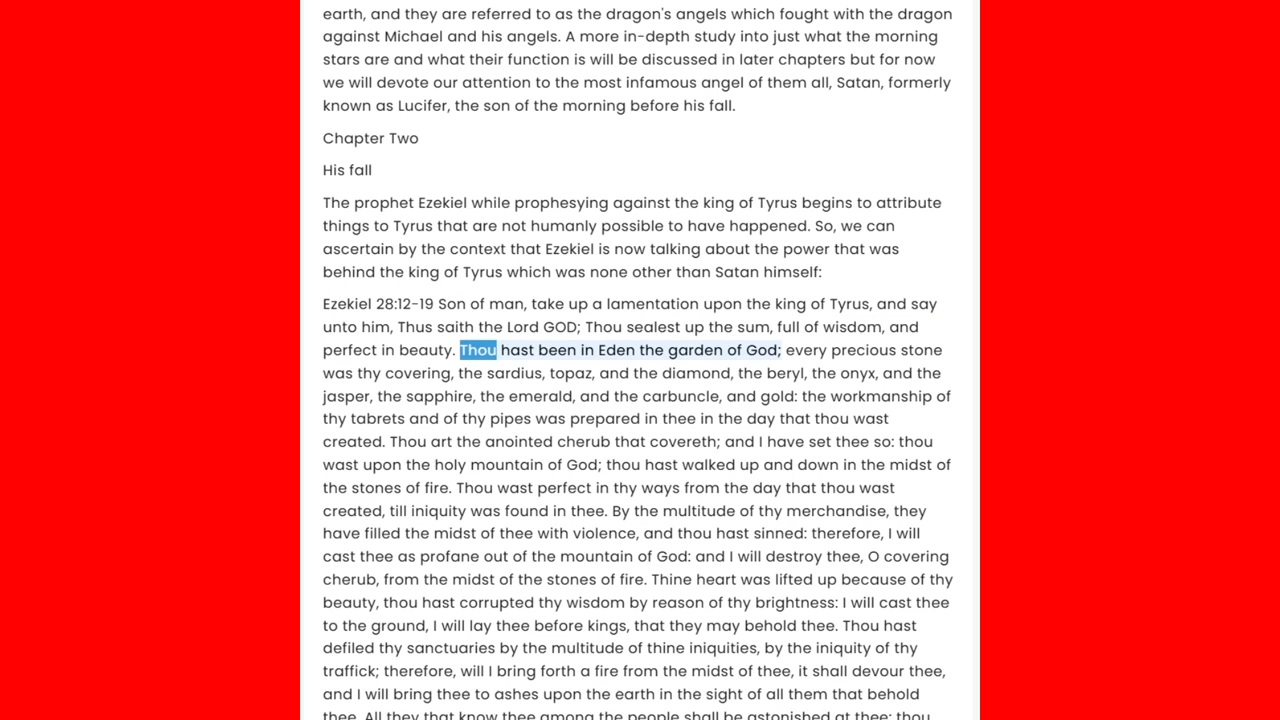 earth, and they are referred to as the dragon's angels which fought with the dragon
against Michael and his angels. A more in-depth study into just what the morning
stars are and what their function is will be discussed in later chapters but for now
we will devote our attention to the most infamous angel of them all, Satan, formerly
known as Lucifer, the son of the morning before his fall.
Chapter Two
His fall
The prophet Ezekiel while prophesying against the king of Tyrus begins to attribute
things to Tyrus that are not humanly possible to have happened. So, we can
ascertain by the context that Ezekiel is now talking about the power that was
behind the king of Tyrus which was none other than Satan himself:
Ezekiel 28:12-19 Son of man, take up a lamentation upon the king of Tyrus, and say
unto him, Thus saith the Lord GOD; Thou sealest up the sum, full of wisdom, and
perfect in beauty. Thou hast been in Eden the garden of God; every precious stone
was thy covering, the sardius, topaz, and the diamond, the beryl, the onyx, and the
jasper, the sapphire, the emerald, and the carbuncle, and gold: the workmanship of
thy tabrets and of thy pipes was prepared in thee in the day that thou wast
created. Thou art the anointed cherub that covereth; and I have set thee so: thou
wast upon the holy mountain of God; thou hast walked up and down in the midst of
the stones of fire. Thou wast perfect in thy ways from the day that thou wast
created, till iniquity was found in thee. By the multitude of thy merchandise, they
have filled the midst of thee with violence, and thou hast sinned: therefore, I will
cast thee as profane out of the mountain of God: and I will destroy thee, O covering
cherub, from the midst of the stones of fire. Thine heart was lifted up because of thy
beauty, thou hast corrupted thy wisdom by reason of thy brightness: I will cast thee
to the ground, I will lay thee before kings, that they may behold thee. Thou hast
defiled thy sanctuaries by the multitude of thine iniquities, by the iniquity of thy
traffick; therefore, will I bring forth a fire from the midst of thee, it shall devour thee,
and I will bring thee to ashes upon the earth in the sight of all them that behold
thee. All they that know thee among the people shall be astonished at thee: thou